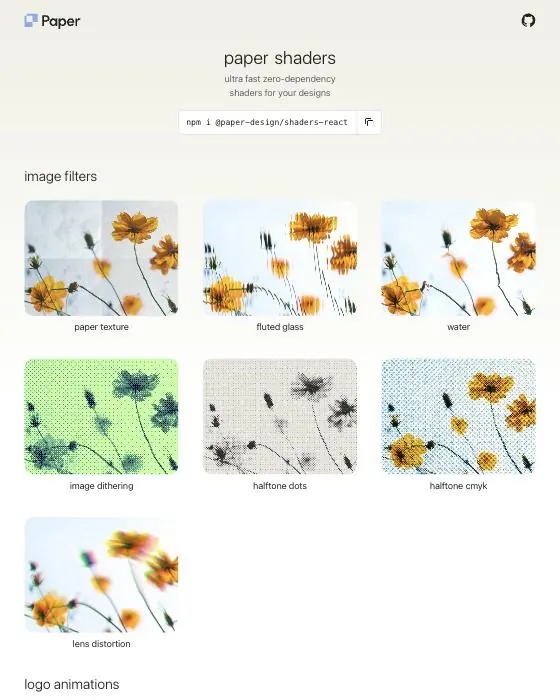 Paper
paper shaders
ultra fast zero-dependency
shaders for your designs
npm i @paper-design/shaders-react
image filters
paper texture
fluted glass
water
image dithering
halftone dots
halftone cmyk
lens distortion
logo animations